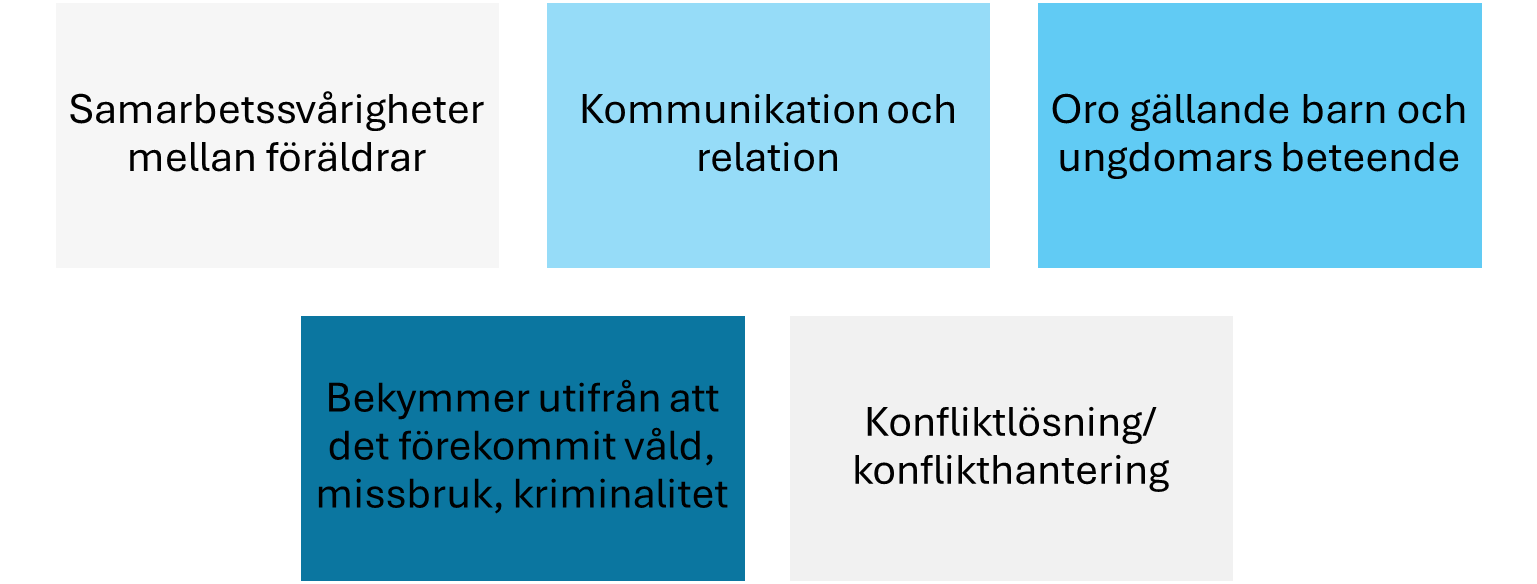 Samarbetssvårigheter
mellan föräldrar
Kommunikation och
relation
Oro gällande barn och
ungdomars beteende
Bekymmer utifrån att
det förekommit våld,
missbruk, kriminalitet
Konfliktlösning/
konflikthantering